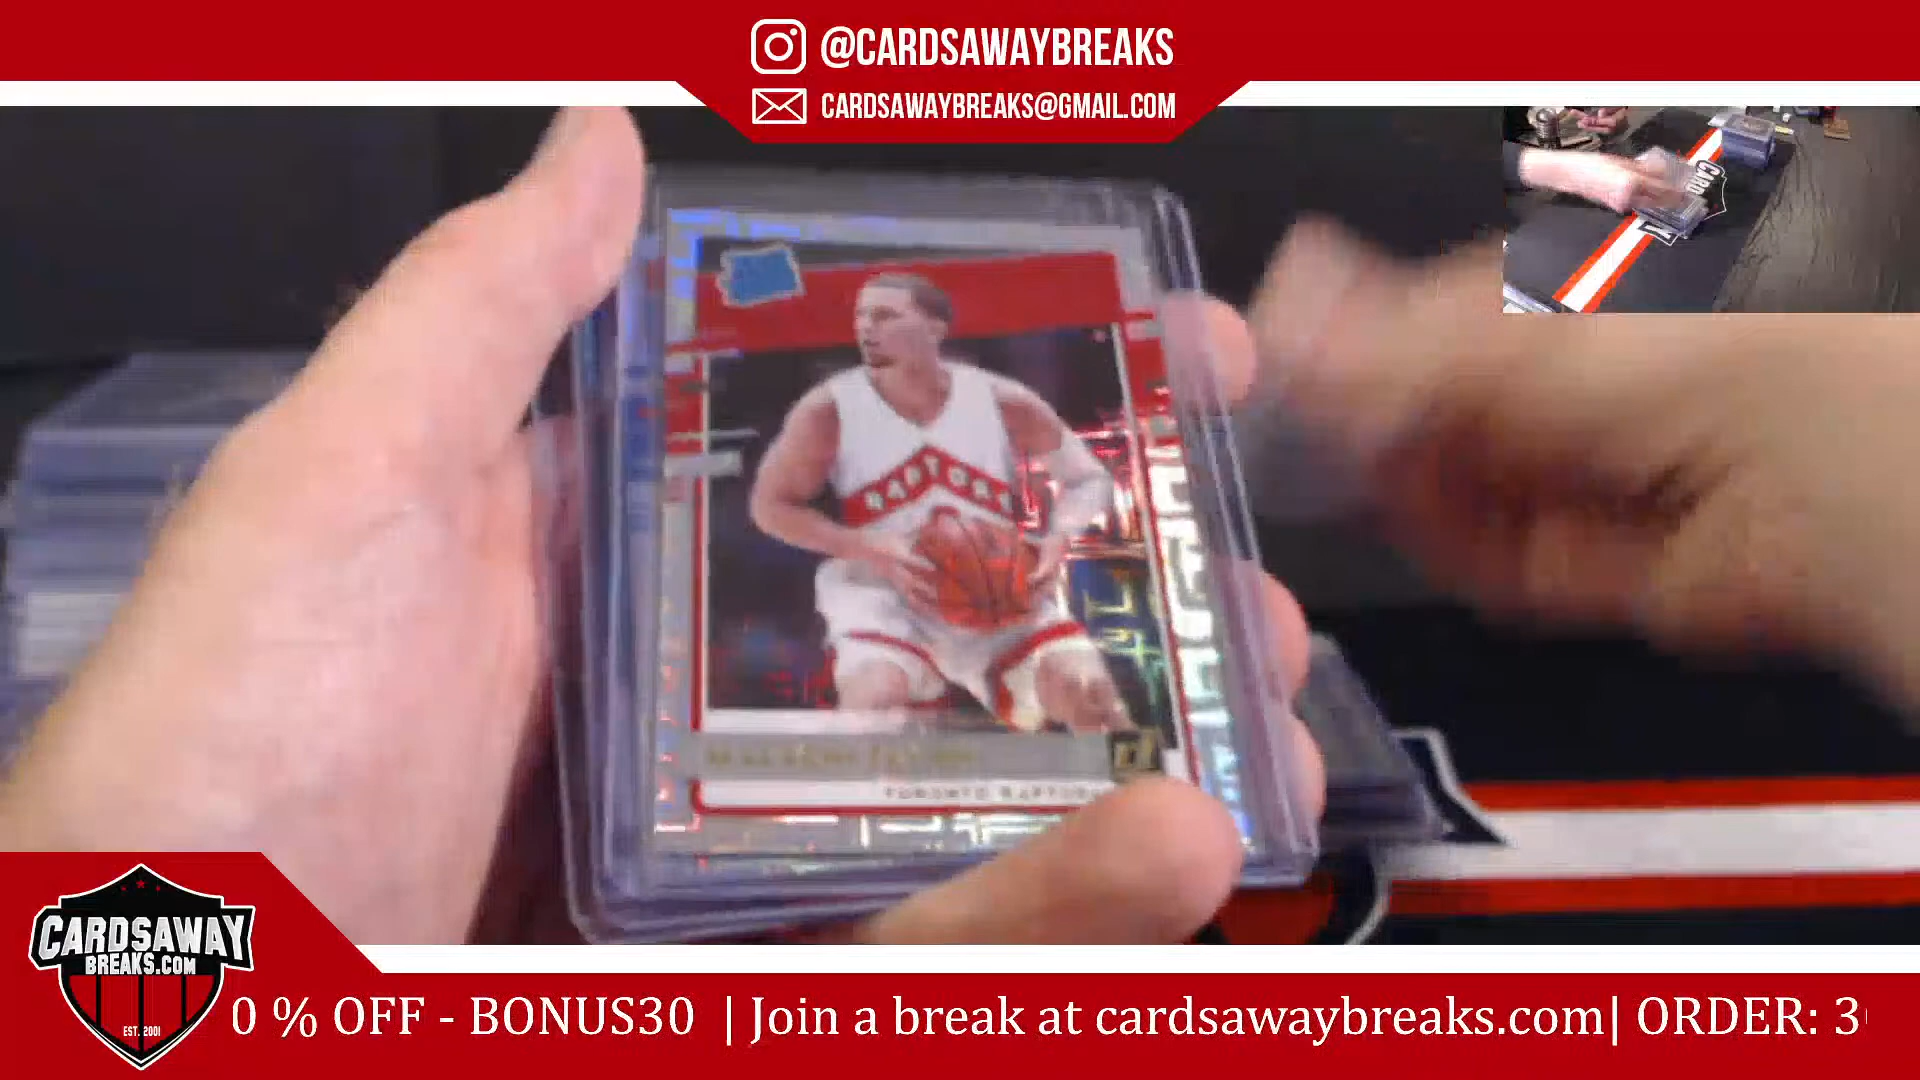 @CARDSAWAYBREAKS
CARDSAWAYBREAKS@GMAIL.COM
CARD
RAPTORS
TORONTO RAPTORS
CARDSAWAY
BREAKS.COM
EST. 2001
0 % OFF - BONUS30 | Join a break at cardsawaybreaks.com| ORDER: 3